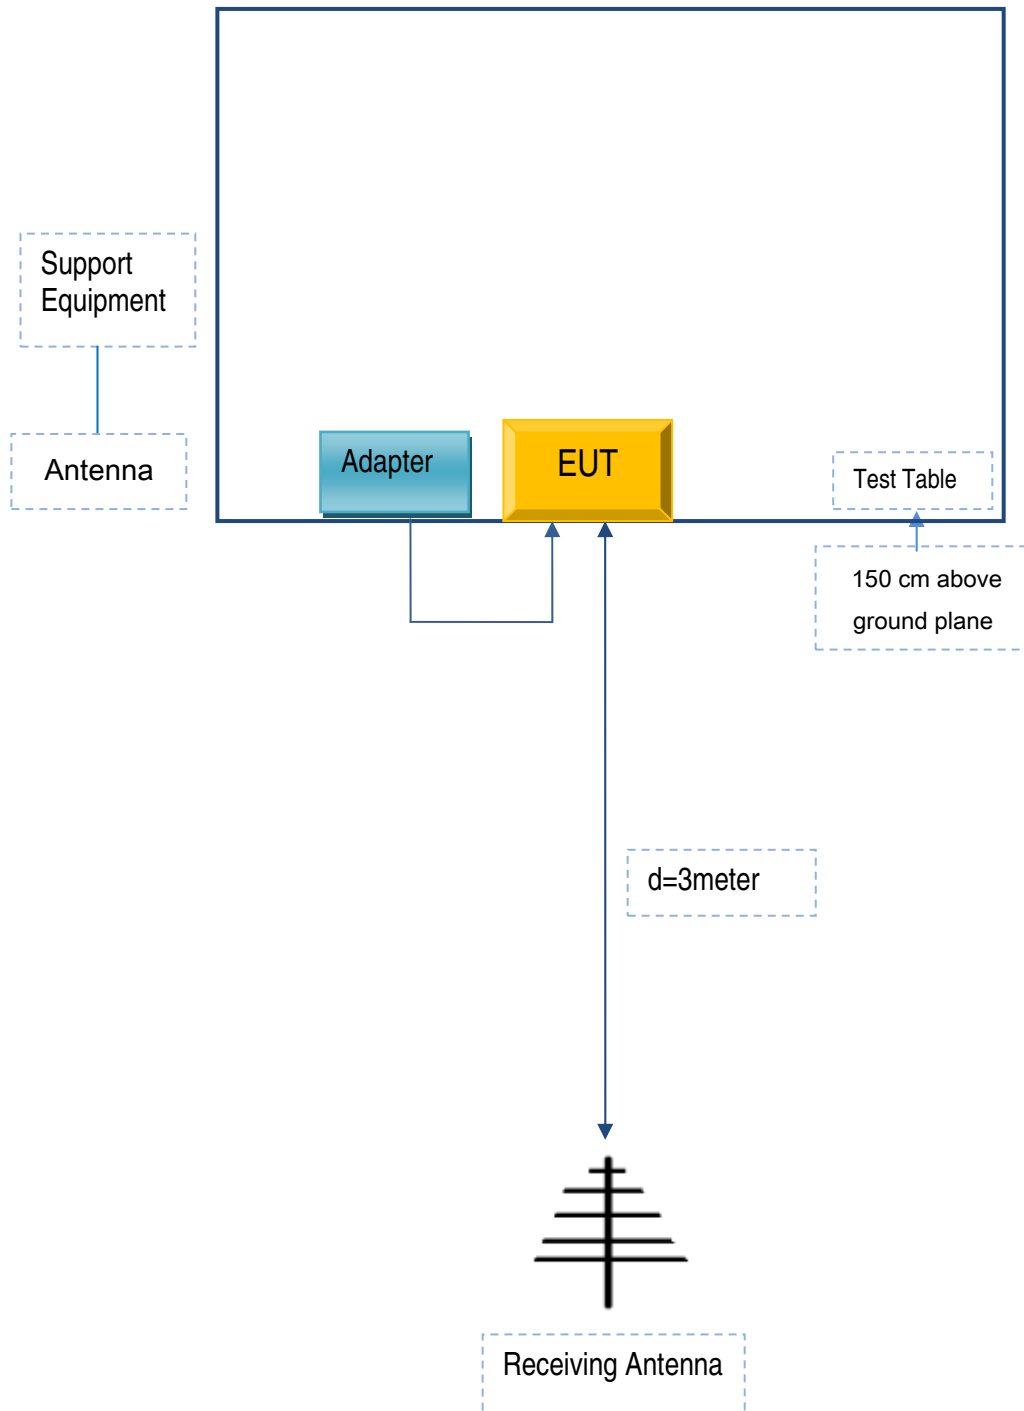 Support
Equipment
Antenna
Adapter
EUT
Test Table
150 cm above
ground plane
d=3meter
Receiving Antenna